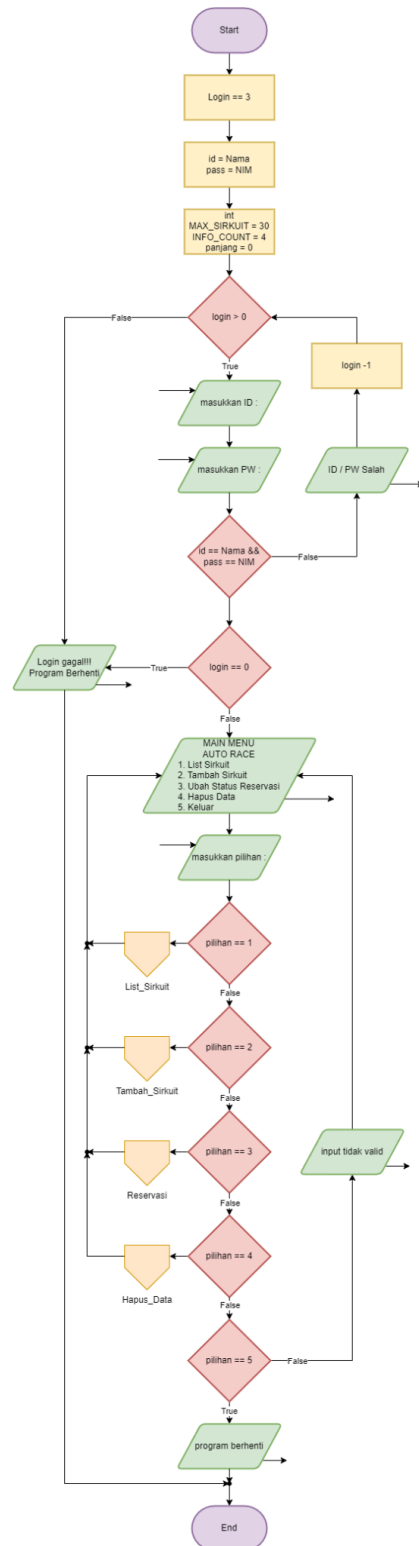 Start
Login == 3
id = Nama
pass = NIM
int
MAX_SIRKUIT = 30
INFO_COUNT = 4
panjang = 0
login > 0
False
True
login -1
masukkan ID :
masukkan PW :
ID / PW Salah
id == Nama &&
pass == NIM
False
Login gagal!!!
Program Berhenti
True
login == 0
False
MAIN MENU
AUTO RACE
1. List Sirkuit
2. Tambah Sirkuit
3. Ubah Status Reservasi
4. Hapus Data
5. Keluar
masukkan pilihan :
pilihan == 1
List_Sirkuit
False
pilihan == 2
Tambah_Sirkuit
False
pilihan == 3
input tidak valid
Reservasi
False
pilihan == 4
Hapus_Data
False
pilihan == 5
False
True
program berhenti
End